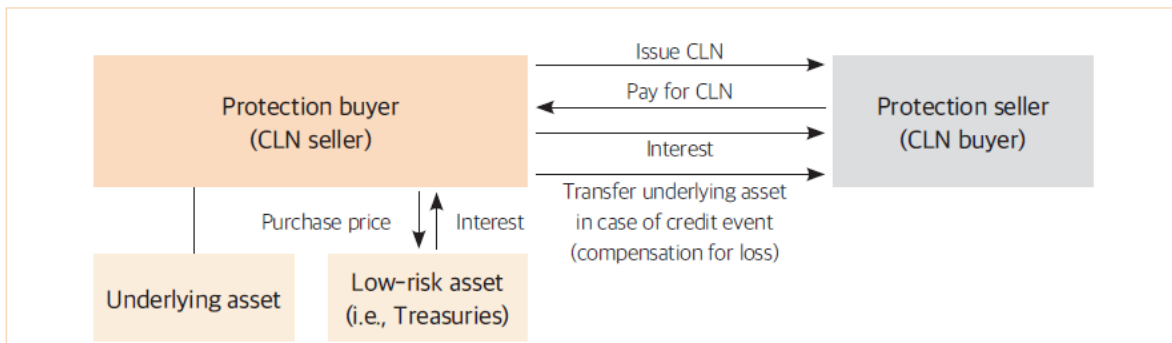 Issue CLN
Protection buyer
(CLN seller)
Pay for CLN
Protection seller
(CLN buyer)
Interest
Transfer underlying asset
in case of credit event
(compensation for loss)
Purchase price
Interest
Underlying asset
Low-risk asset
(i.e., Treasuries)